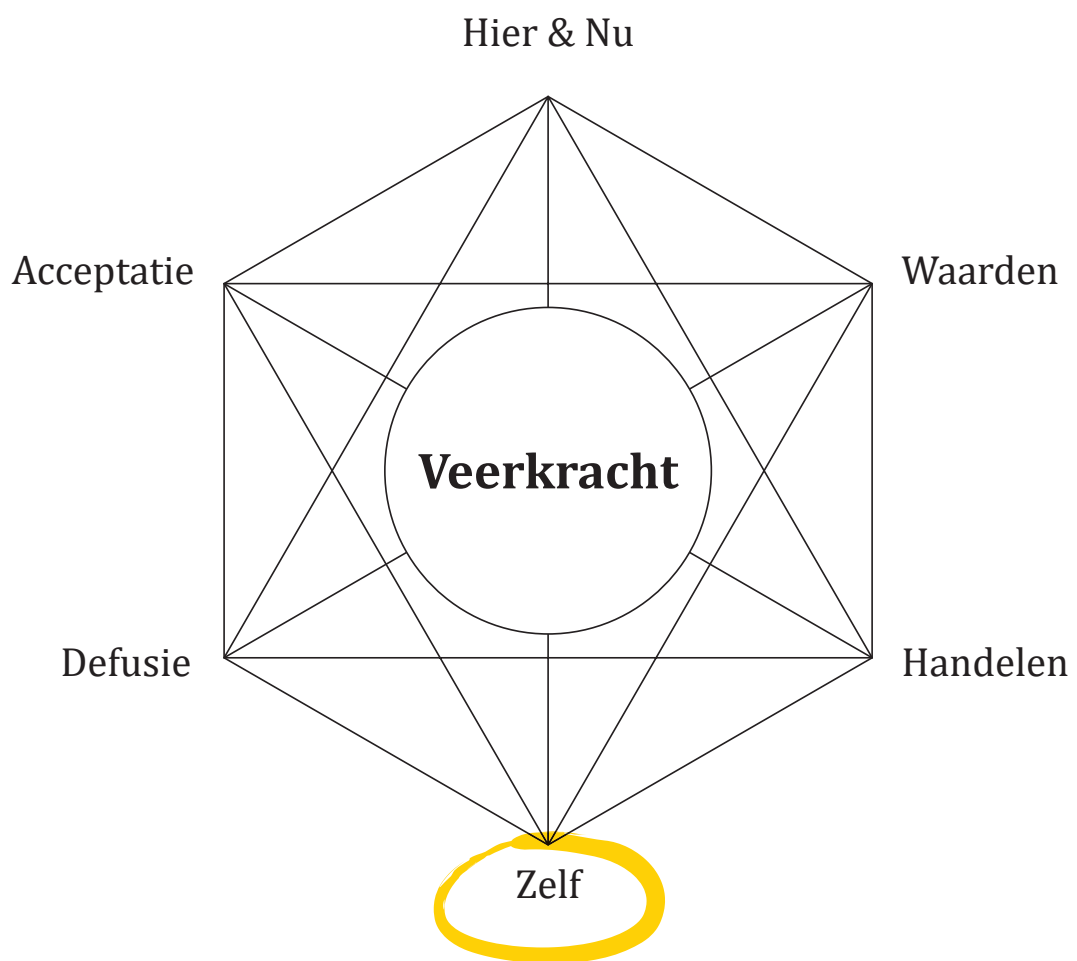 Hier & Nu
Acceptatie
Waarden
Veerkracht
Defusie
Handelen
Zelf